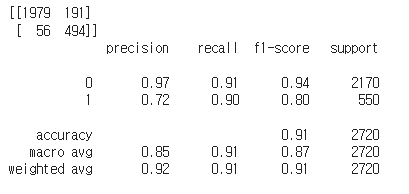 [[1979 191]
[ 56 494]]
precision recall f1-score support
0 0.97 0.91 0.94 2170
1 0.72 0.90 0.80 550
accuracy 0.91 2720
macro avg 0.85 0.91 0.87 2720
weighted avg 0.92 0.91 0.91 2720